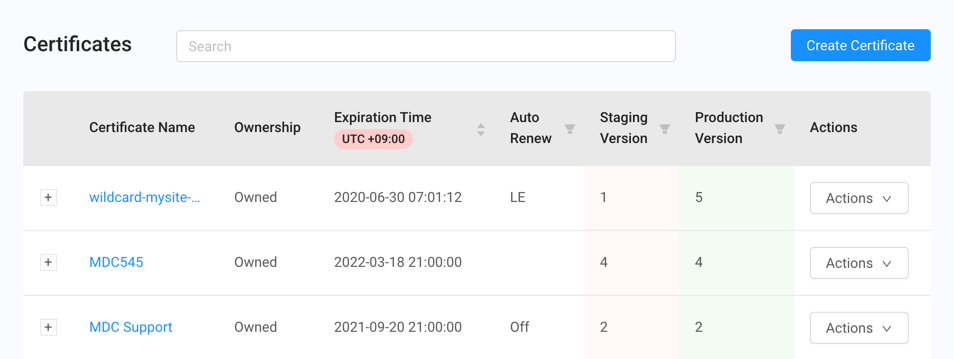 Certificates
Search
Create Certificate
Certificate Name
Ownership
Expiration Time
UTC +09:00
Auto
Renew
Staging
Version
Production
Version
Actions
+ wildcard-mysite-... Owned 2020-06-30 07:01:12 LE 1 5 Actions
+ MDC545 Owned 2022-03-18 21:00:00 4 4 Actions
+ MDC Support Owned 2021-09-20 21:00:00 Off 2 2 Actions